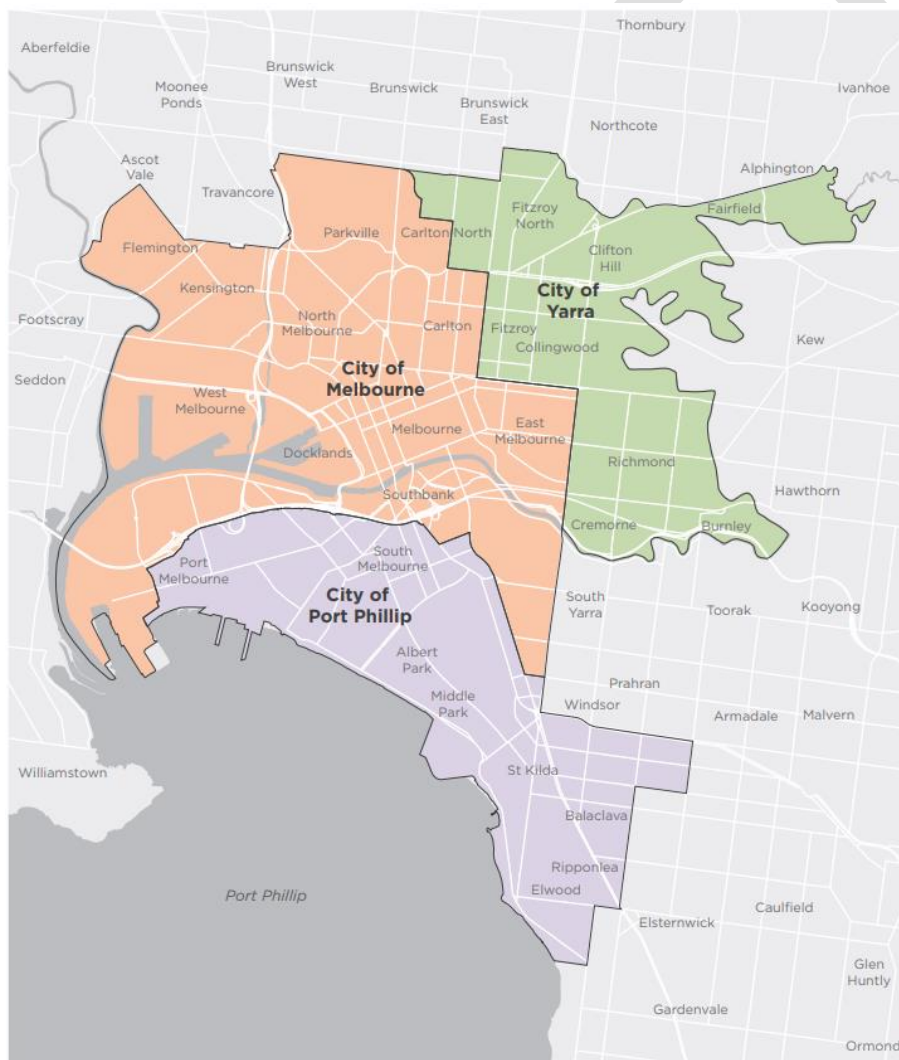 Thornbury
Aberfeldie
Brunswick
West
Moonee
Ponds
Brunswick
Ivanhoe
Brunswick
East
Northcote
Ascot
Vale
Alphington
Travancore
Fairfield
Fitzroy
North
Parkville
Carlton North
Flemington
Clifton
Hill
Kensington
City of
Yarra
Footscray
North
Melbourne
Carlton
Fitzroy
Kew
Collingwood
City of
Melbourne
Seddon
West
Melbourne
East
Melbourne
Melbourne
Docklands
Richmond
Southbank
Hawthorn
Cremorne
Burnley
Port
Melbourne
South
Melbourne
City of
Port Phillip
South
Yarra
Toorak
Kooyong
Albert
Park
Prahran
Middle
Park
Windsor
Armadale
Malvern
St Kilda
Williamstown
Balaclava
Ripponlea
Elwood
Port Phillip
Caulfield
Elsternwick
Glen
Huntly
Gardenvale
Ormond